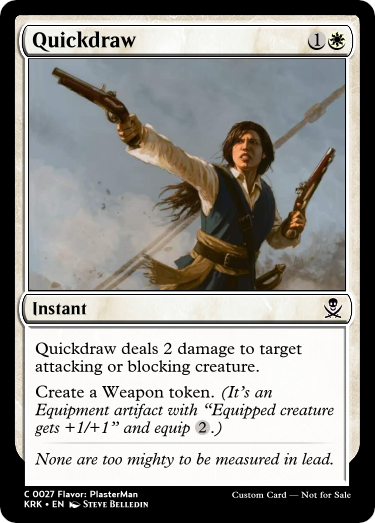 Quickdraw 1
Instant
Quickdraw deals 2 damage to target
attacking or blocking creature.
Create a Weapon token. (It's an
Equipment artifact with “Equipped creature
gets +1/+1” and equip 2.)
None are too mighty to be measured in lead.
C 0027 Flavor: PlasterMan
KRK • EN Steve Belledin
Custom Card — Not for Sale